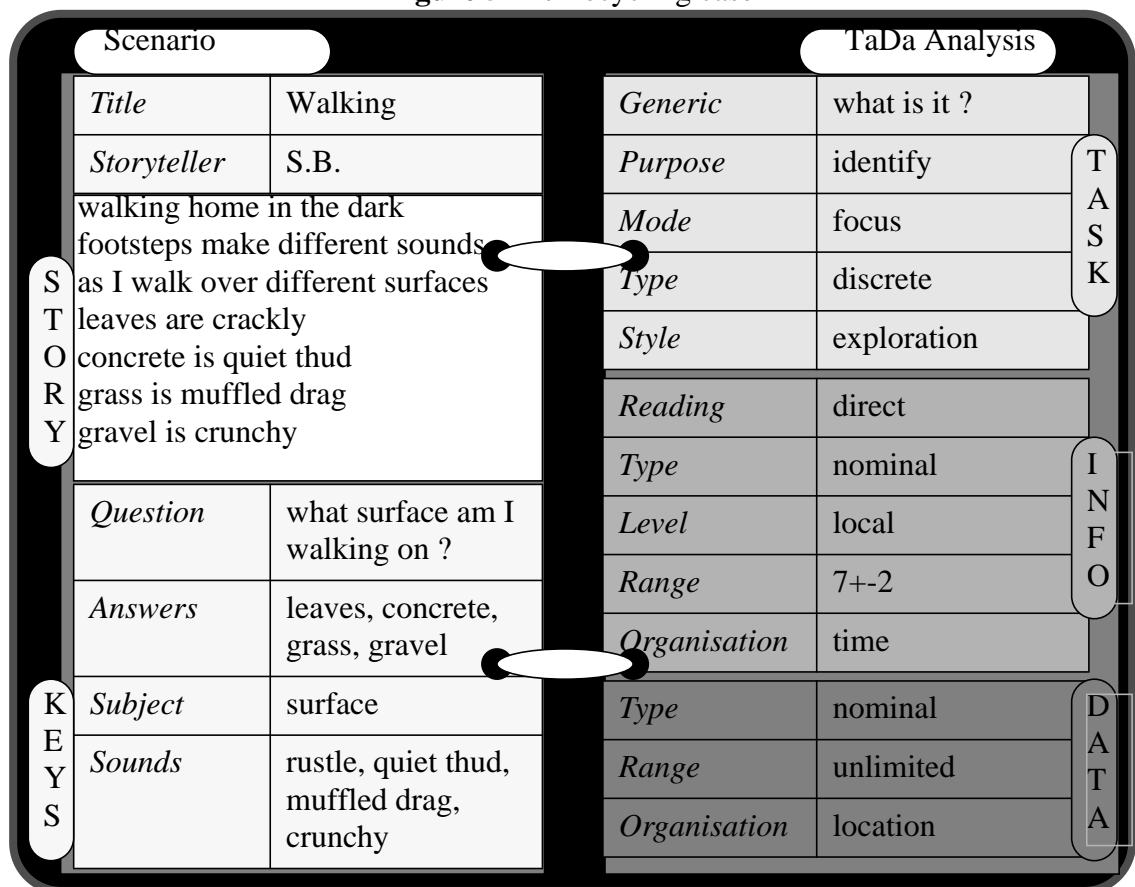 Scenario
Title Walking
Storyteller S.B.
walking home in the dark
footsteps make different sounds
as I walk over different surfaces
leaves are crackly
concrete is quiet thud
grass is muffled drag
gravel is crunchy
STORY
Question what surface am I
walking on ?
Answers leaves, concrete,
grass, gravel
Subject surface
Sounds rustle, quiet thud,
muffled drag,
crunchy
KEYS
TaDa Analysis
Generic what is it ?
Purpose identify
Mode focus
Type discrete
Style exploration
TASK
Reading direct
Type nominal
Level local
Range 7+-2
Organisation time
INFO
Type nominal
Range unlimited
Organisation location
DATA